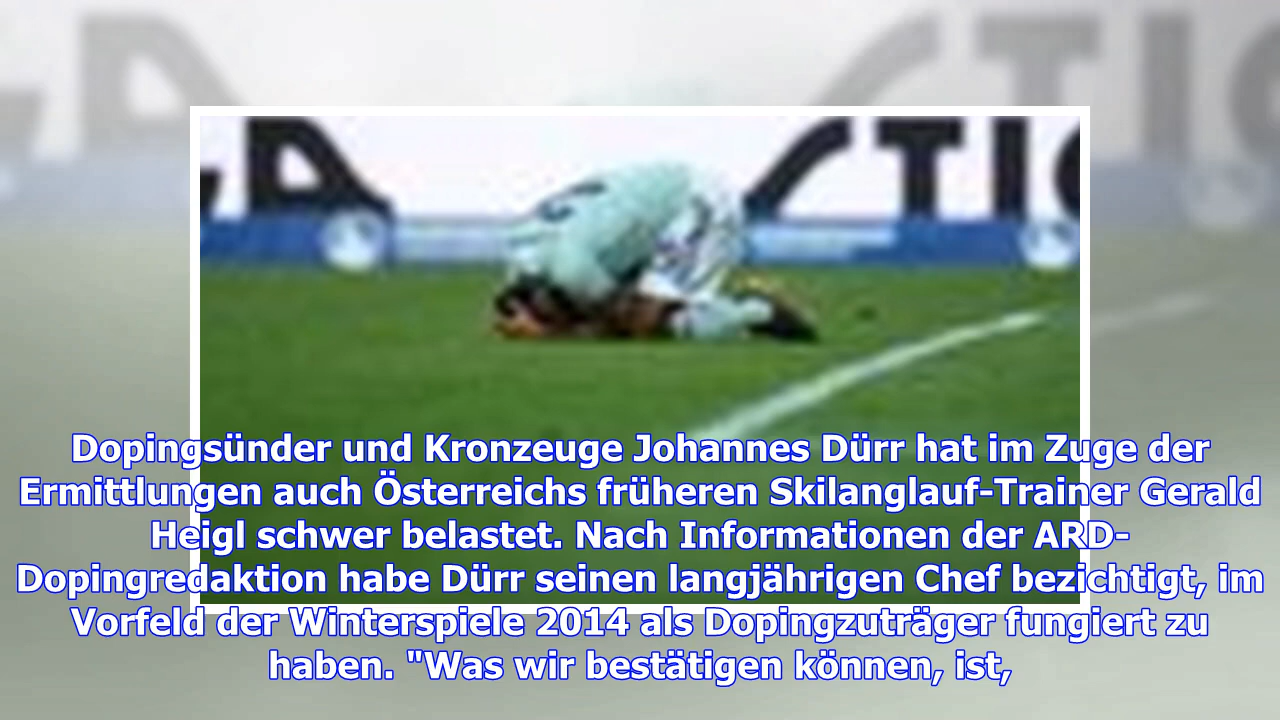 CTIO
Dopingsünder und Kronzeuge Johannes Dürr hat im Zuge der
Ermittlungen auch Österreichs früheren Skilanglauf-Trainer Gerald
Heigl schwer belastet. Nach Informationen der ARD-
Dopingredaktion habe Dürr seinen langjährigen Chef bezichtigt, im
Vorfeld der Winterspiele 2014 als Dopingzuträger fungiert zu
haben. "Was wir bestätigen können, ist,